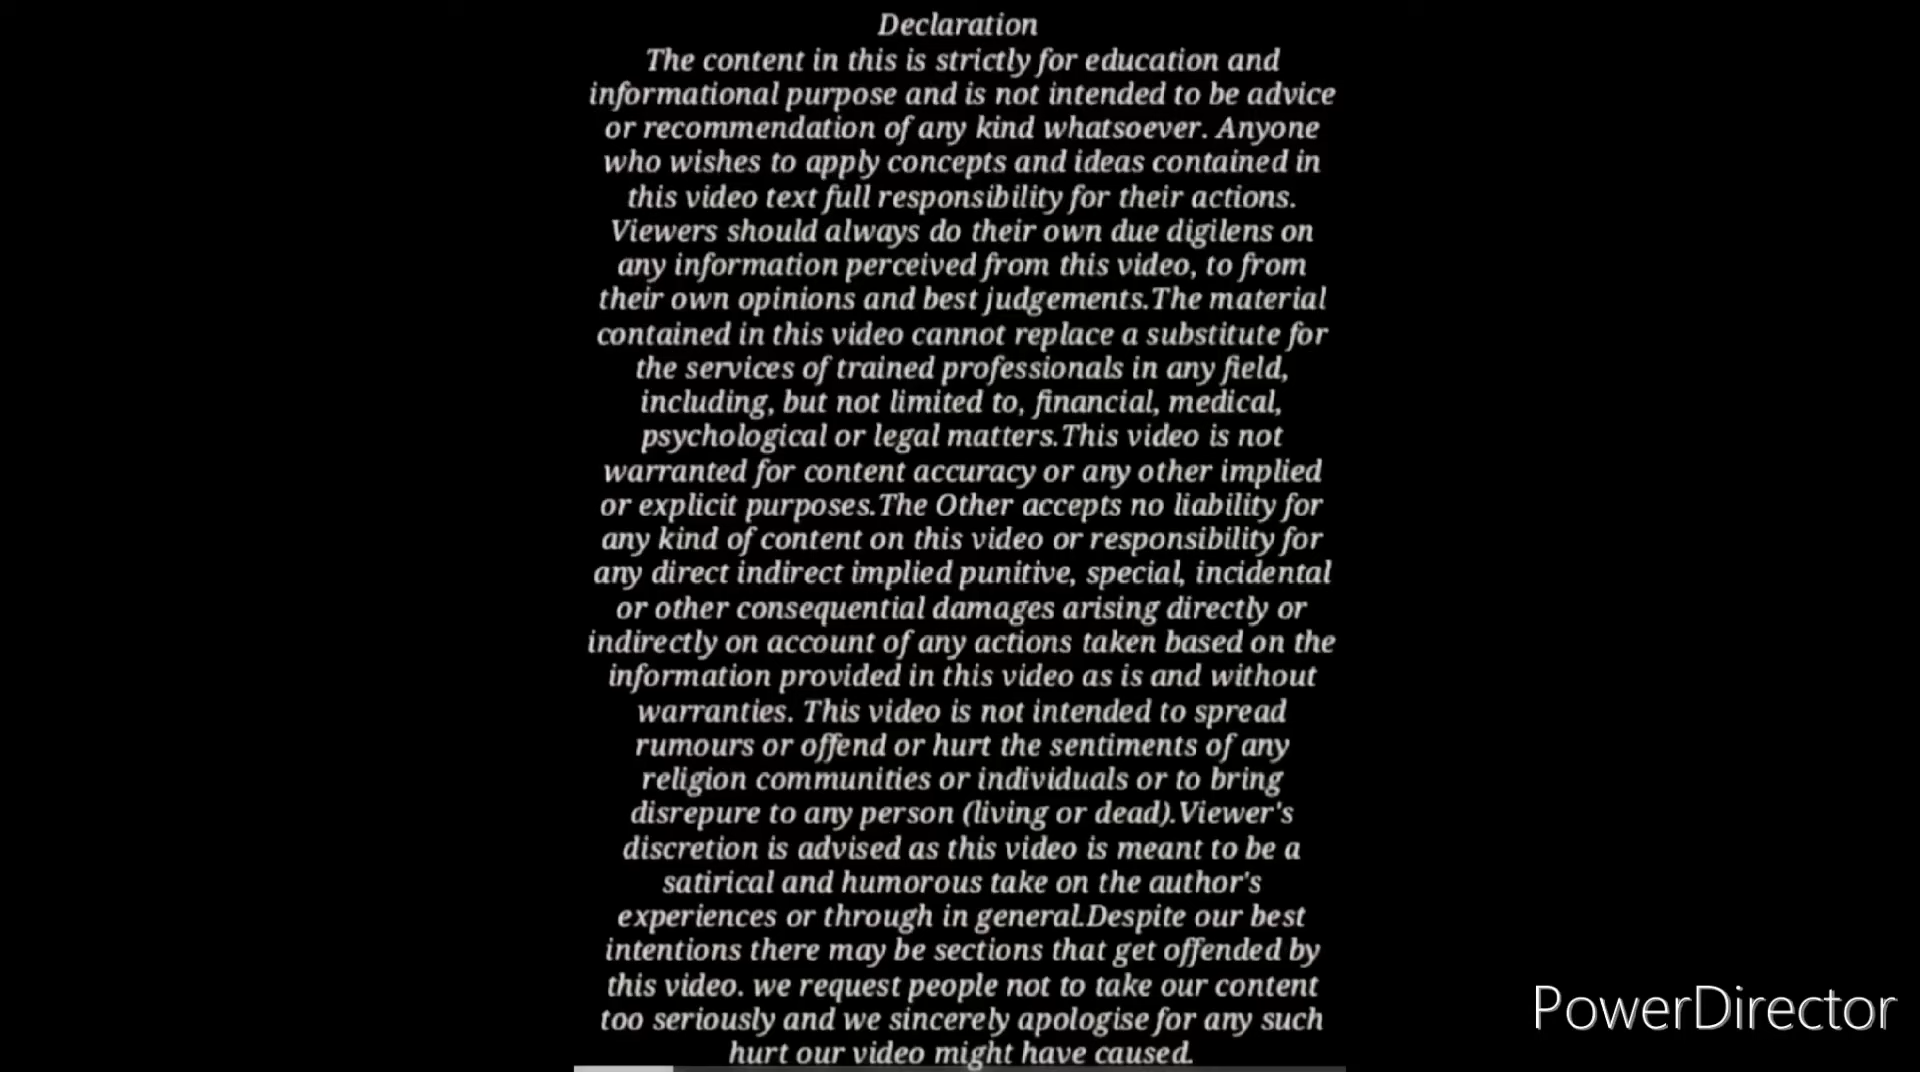 Declaration
The content in this is strictly for education and
informational purpose and is not intended to be advice
or recommendation of any kind whatsoever. Anyone
who wishes to apply concepts and ideas contained in
this video text full responsibility for their actions.
Viewers should always do their own due digilens on
any information perceived from this video, to from
their own opinions and best judgements.The material
contained in this video cannot replace a substitute for
the services of trained professionals in any field,
including, but not limited to, financial, medical,
psychological or legal matters.This video is not
warranted for content accuracy or any other implied
or explicit purposes.The Other accepts no liability for
any kind of content on this video or responsibility for
any direct indirect implied punitive, special, incidental
or other consequential damages arising directly or
indirectly on account of any actions taken based on the
information provided in this video as is and without
warranties. This video is not intended to spread
rumours or offend or hurt the sentiments of any
religion communities or individuals or to bring
disrepure to any person (living or dead).Viewer's
discretion is advised as this video is meant to be a
satirical and humorous take on the author's
experiences or through in general.Despite our best
intentions there may be sections that get offended by
this video. we request people not to take our content
too seriously and we sincerely apologise for any such
hurt our video might have caused.
PowerDirector